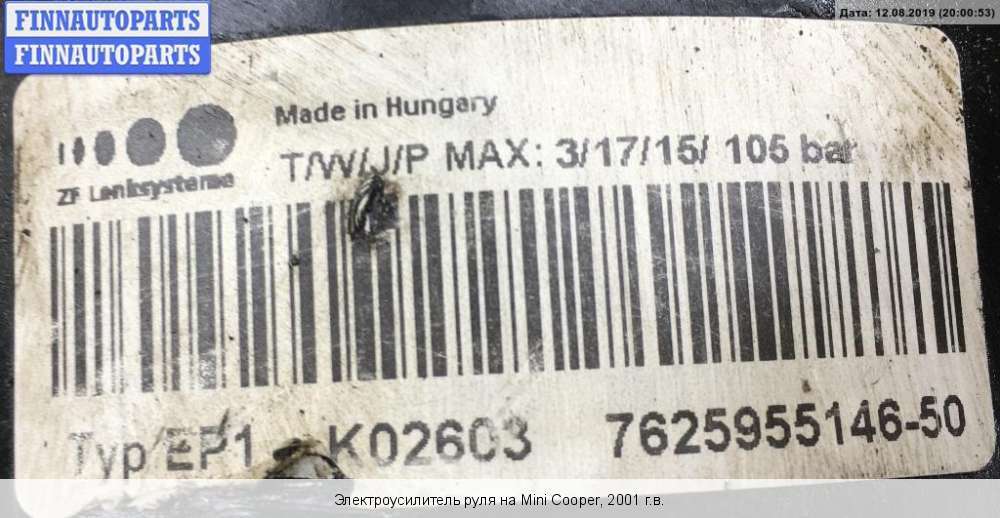 FINNAUTOPARTS
FINNAUTOPARTS
Дата: 12.08.2019 (20:00:53)
Made in Hungary
ZF Lenksysteme
T/W/J/P MAX: 3/17/15/ 105 bar
Typ/EP1 - K02603 7625955146-50
Электроусилитель руля на Mini Cooper, 2001 г.в.